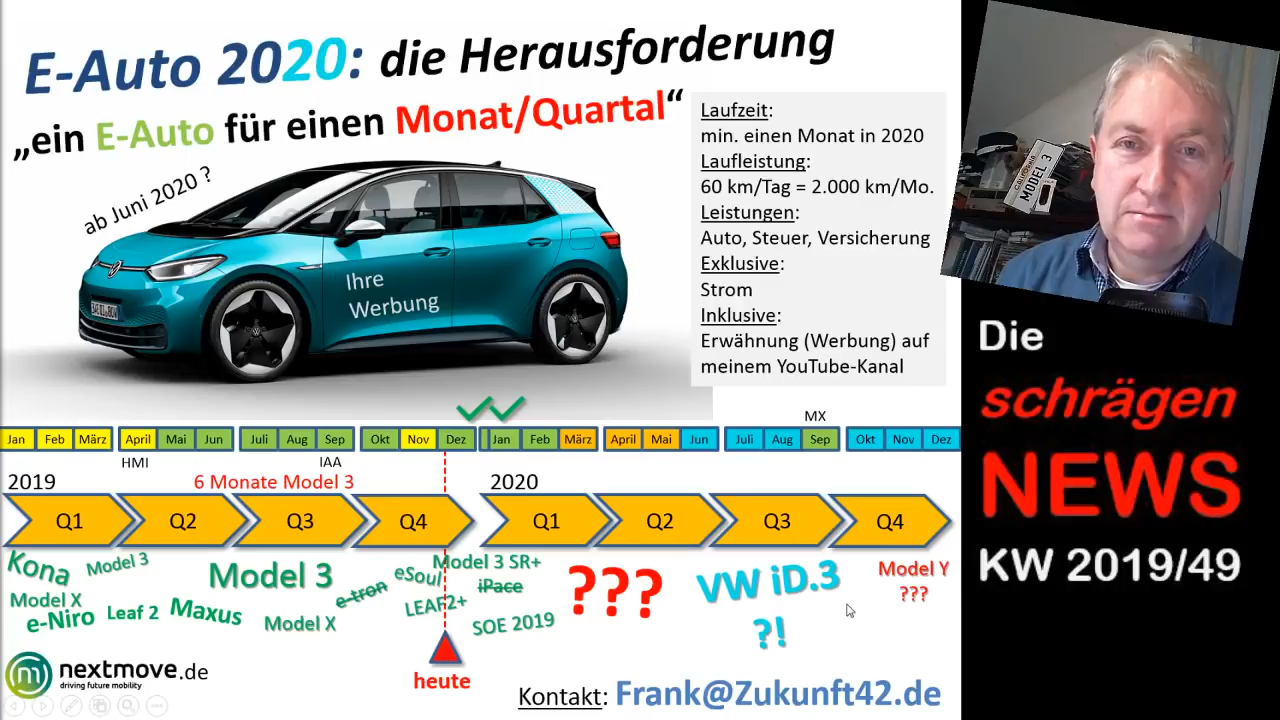 E-Auto 2020: die Herausforderung
„ein E-Auto für einen Monat/Quartal“
ab Juni 2020 ?
Ihre
Werbung
Laufzeit:
min. einen Monat in 2020
Laufleistung:
60 km/Tag = 2.000 km/Mo.
Leistungen:
Auto, Steuer, Versicherung
Exklusive:
Strom
Inklusive:
Erwähnung (Werbung) auf
meinem YouTube-Kanal
CALIFORNIA
MODEL 3
Die
schrägen
NEWS
KW 2019/49
MX
Jan Feb März April Mai Jun Juli Aug Sep Okt Nov Dez Jan Feb März April Mai Jun Juli Aug Sep Okt Nov Dez
HMI IAA
2019 6 Monate Model 3 2020
Q1 Q2 Q3 Q4 Q1 Q2 Q3 Q4
Kona
Model 3
Model X
e-Niro
Leaf 2
Maxus
Model 3
Model X
e-tron
eSoul
LEAF2+
Model 3 SR+
iPace
SOE 2019
???
VW iD.3
?!
Model Y
???
heute
nextmove.de
driving future mobility
Kontakt: Frank@Zukunft42.de